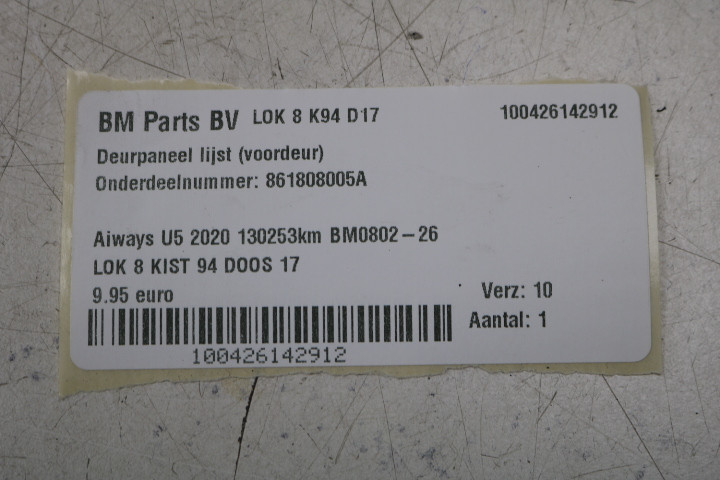 BM Parts BV LOK 8 K94 D17 100426142912
Deurpaneel lijst (voordeur)
Onderdeelnummer: 861808005A
Aiways U5 2020 130253km BM0802-26
LOK 8 KIST 94 DOOS 17
9.95 euro Verz: 10
Aantal: 1
100426142912